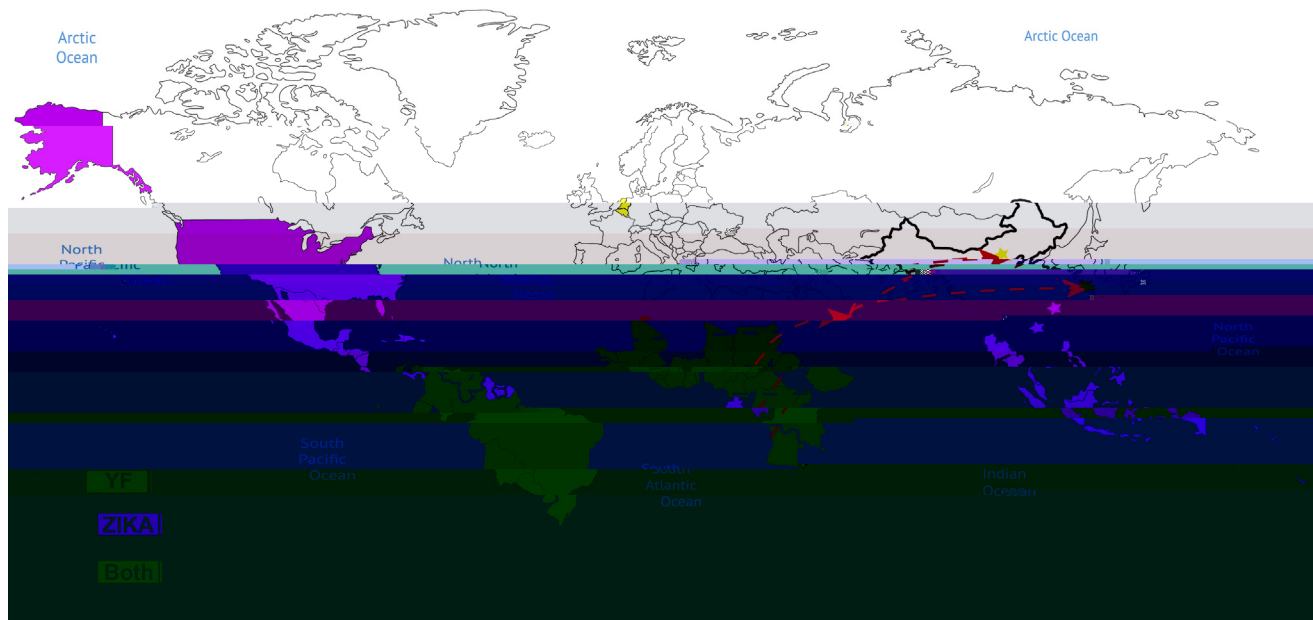 Arctic
Ocean
Arctic Ocean
North
North
North
Pacific
Ocean
South
Pacific
Ocean
South
Atlantic
Ocean
Indian
YF
ZIKA
Both